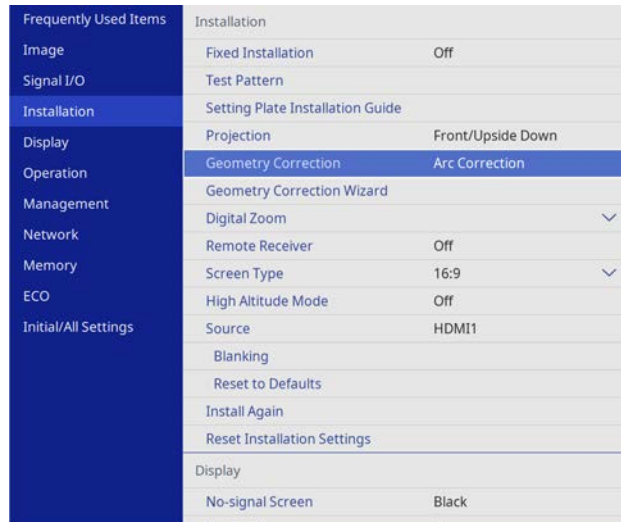 Frequently Used Items
Image
Signal I/O
Installation
Display
Operation
Management
Network
Memory
ECO
Initial/All Settings
Installation
Fixed Installation Off
Test Pattern
Setting Plate Installation Guide
Projection Front/Upside Down
Geometry Correction Arc Correction
Geometry Correction Wizard
Digital Zoom
Remote Receiver Off
Screen Type 16:9
High Altitude Mode Off
Source HDMI1
Blanking
Reset to Defaults
Install Again
Reset Installation Settings
Display
No-signal Screen Black